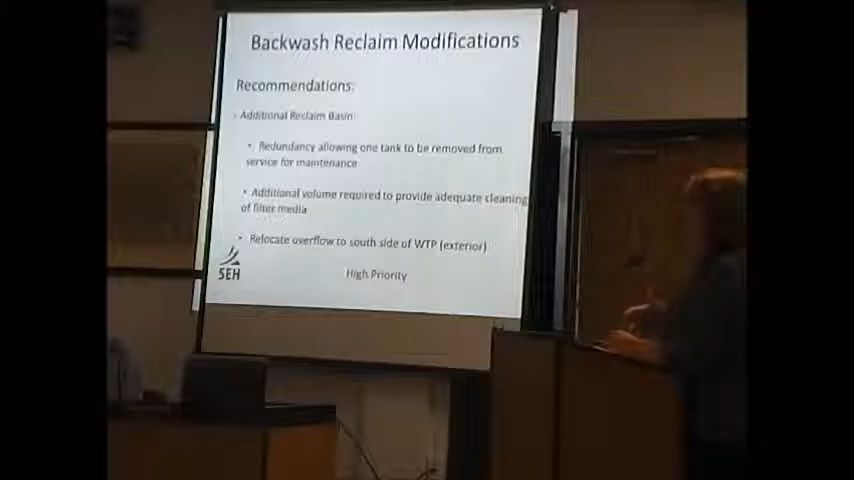 Backwash Reclaim Modifications
Recommendations:
- Additional Reclaim Basin:
• Redundancy allowing one tank to be removed from
service for maintenance
• Additional volume required to provide adequate cleaning
of filter media
• Relocate overflow to south side of WTP (exterior)
SEH
High Priority